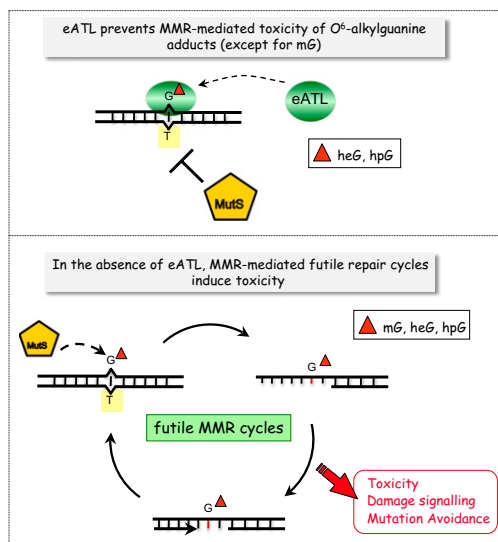 eATL prevents MMR-mediated toxicity of O⁶-alkylguanine
adducts (except for mG)
G
eATL
T
heG, hpG
MutS
In the absence of eATL, MMR-mediated futile repair cycles
induce toxicity
mG, heG, hpG
MutS
G
G
T
futile MMR cycles
Toxicity
Damage signalling
Mutation Avoidance
G